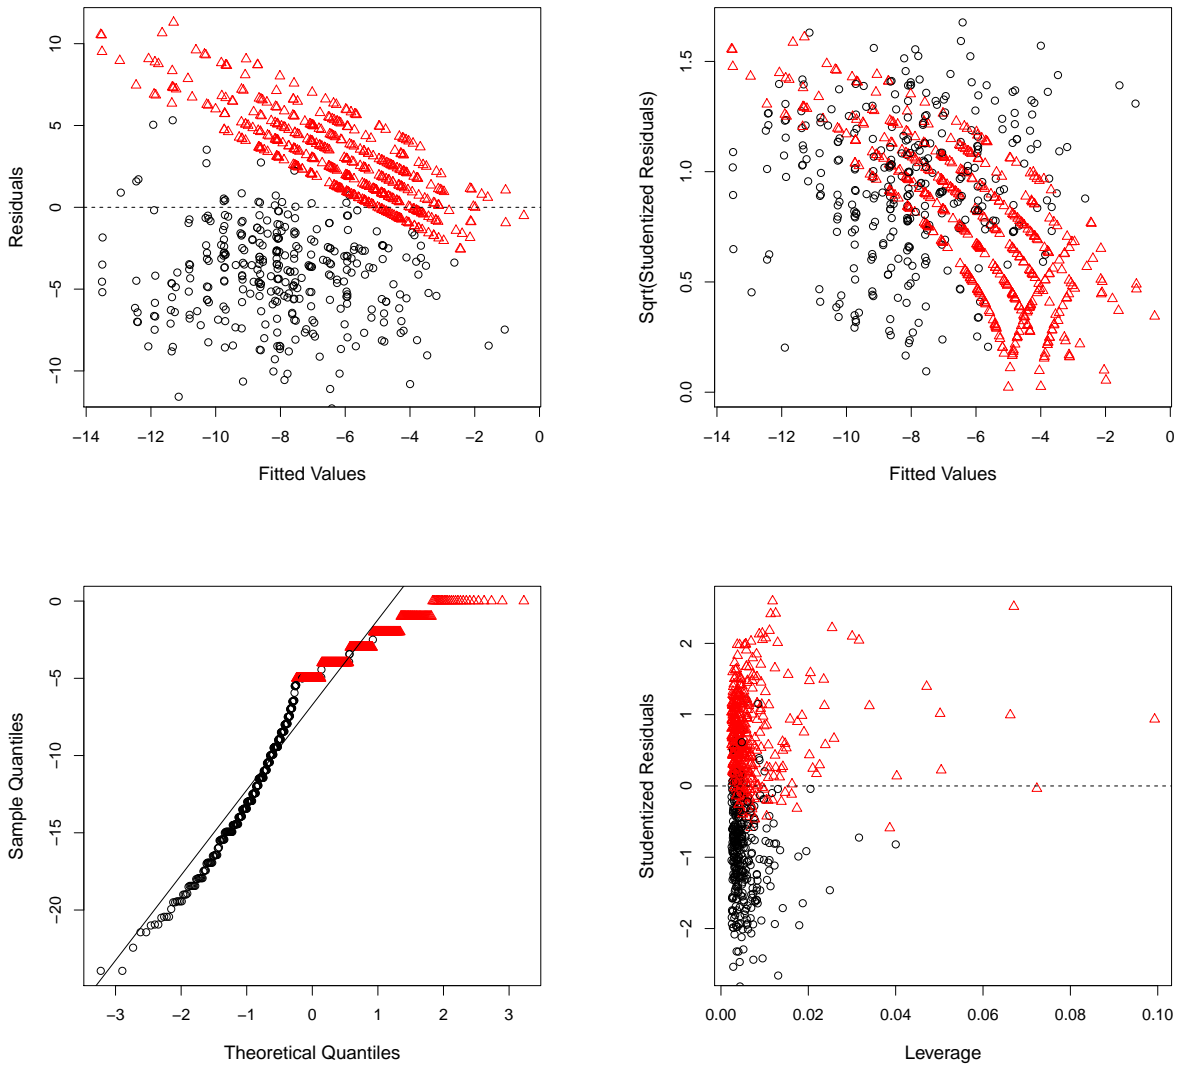 Residuals
10
5
0
−5
−10
−14 −12 −10 −8 −6 −4 −2 0
Fitted Values
Sqrt(Studentized Residuals)
1.5
1.0
0.5
0.0
−14 −12 −10 −8 −6 −4 −2 0
Fitted Values
Sample Quantiles
0
−5
−10
−15
−20
−3 −2 −1 0 1 2 3
Theoretical Quantiles
Studentized Residuals
2
1
0
−1
−2
0.00 0.02 0.04 0.06 0.08 0.10
Leverage